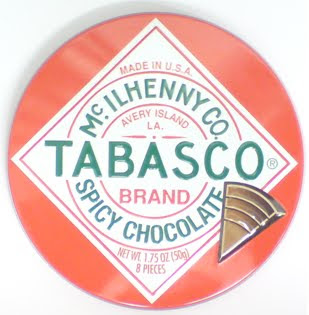 MADE IN U.S.A.
McILHENNY CO.
AVERY ISLAND
LA.
TABASCO®
BRAND
SPICY CHOCOLATE
NET WT. 1.75 OZ (50g)
8 PIECES